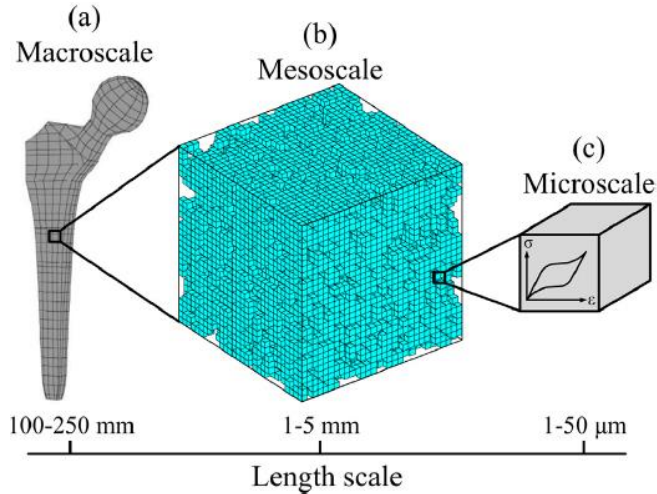 (a)
Macroscale
(b)
Mesoscale
(c)
Microscale
σ
ε
100-250 mm
1-5 mm
1-50 μm
Length scale